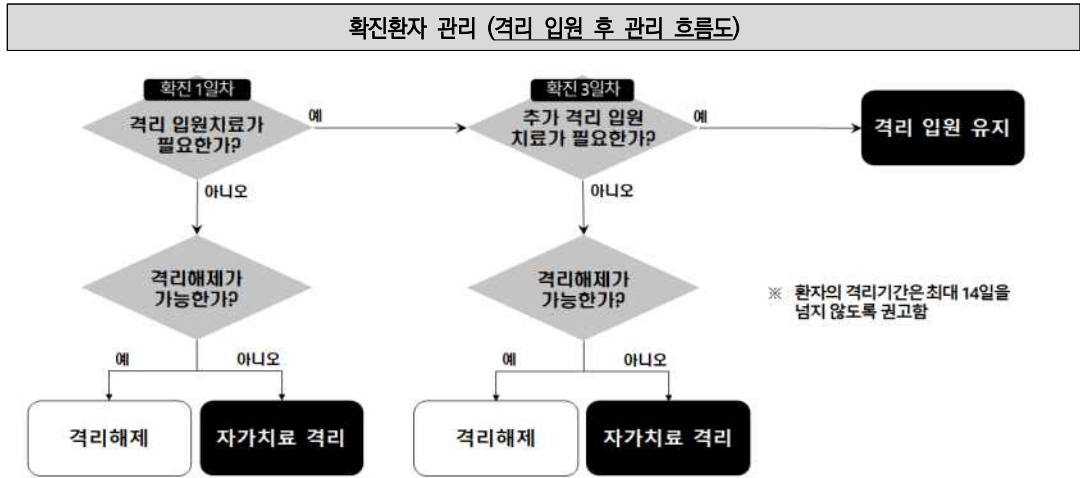 확진환자 관리 (격리 입원 후 관리 흐름도)
확진 1일차
격리 입원치료가
필요한가?
예
확진 3일차
추가 격리 입원
치료가 필요한가?
예
격리 입원 유지
아니오
아니오
격리해제가
가능한가?
격리해제가
가능한가?
※ 환자의 격리기간은 최대 14일을
넘지 않도록 권고함
예
아니오
예
아니오
격리해제
자가치료 격리
격리해제
자가치료 격리